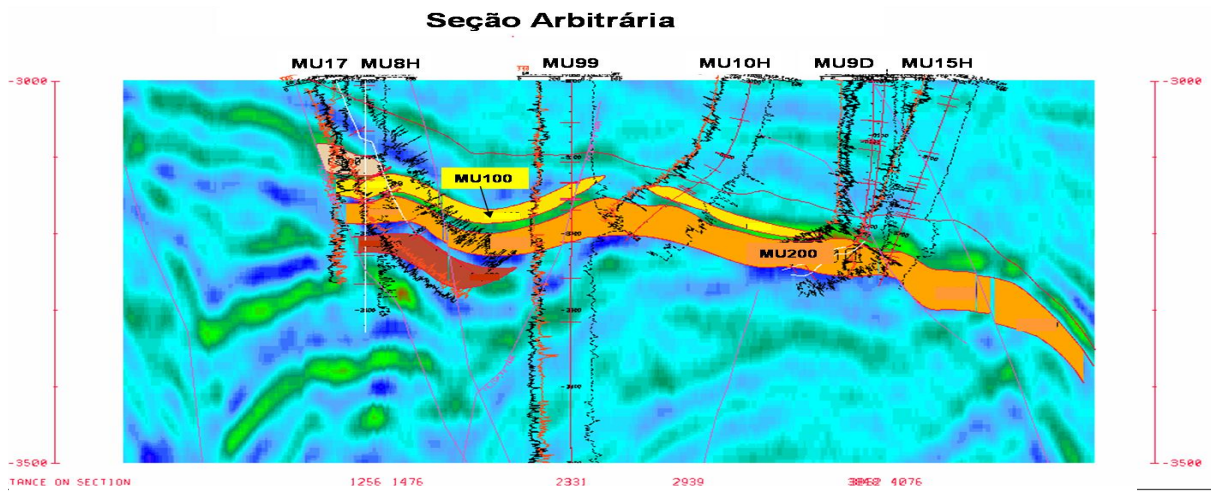 Seção Arbitrária
MU17 MU8H MU99 MU10H MU9D MU15H
-3000 -3000
MU100
MU200
-3500 -3500
TANCE ON SECTION 1256 1476 2331 2939 4076